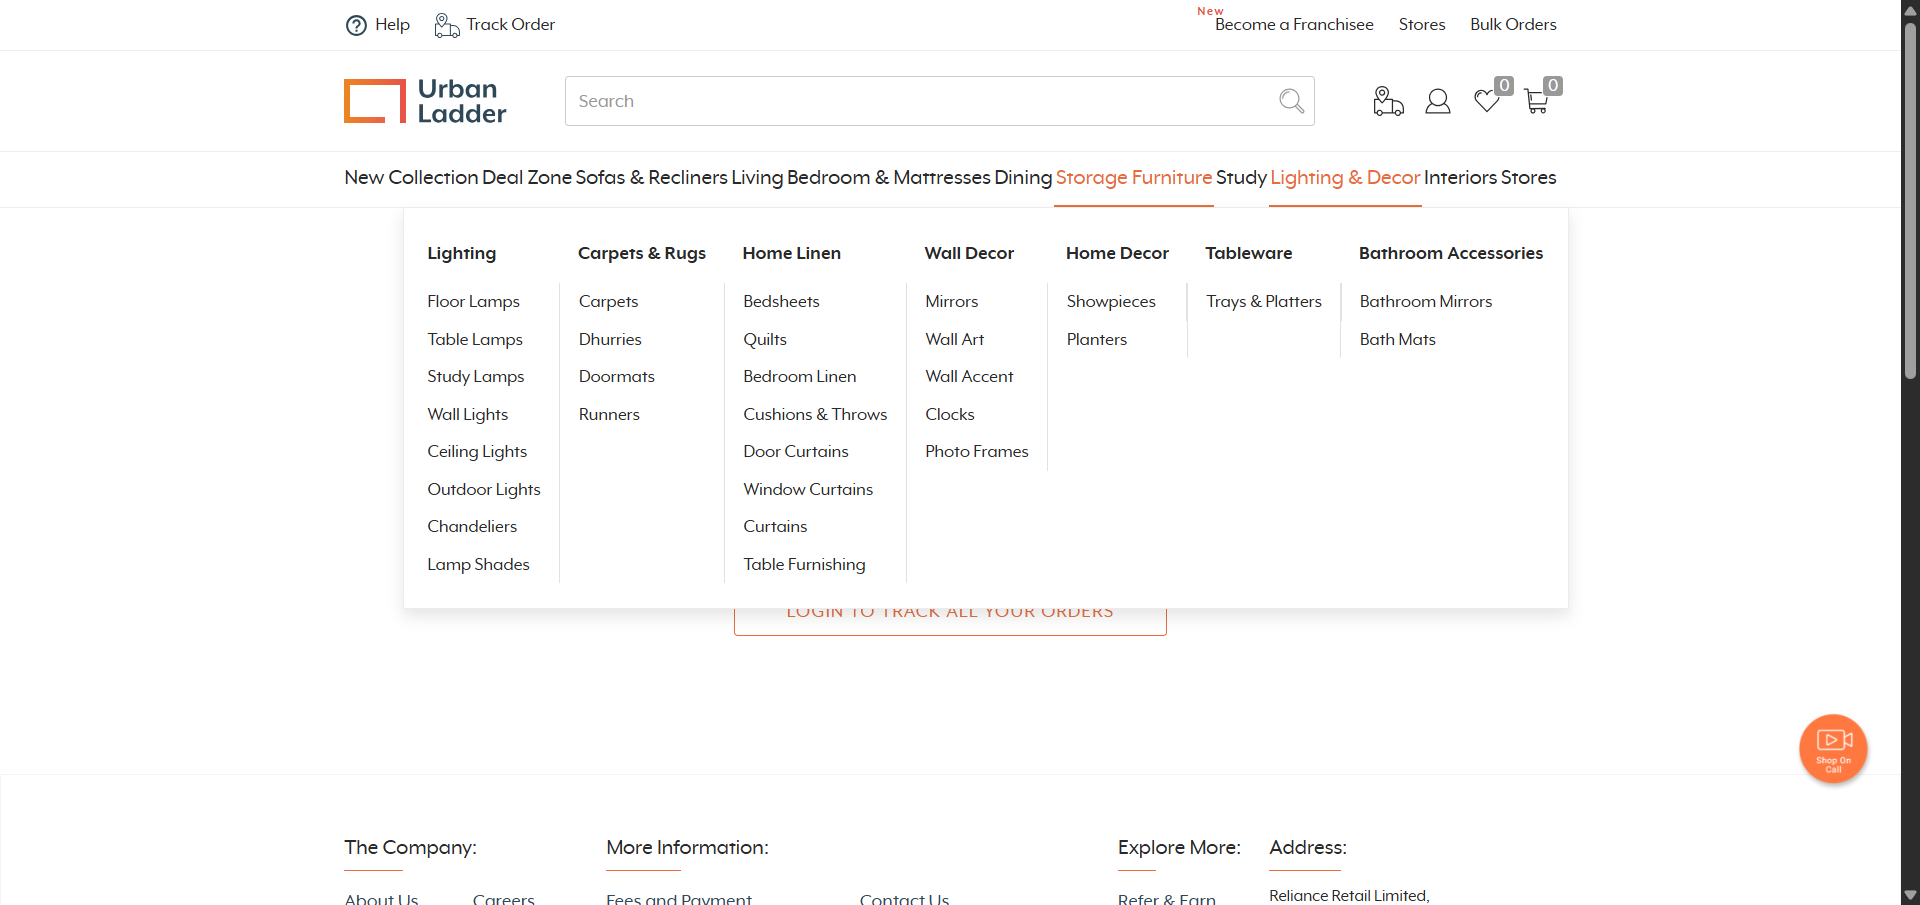 Help
Track Order
New
Become a Franchisee
Stores
Bulk Orders
Urban
Ladder
Search
0
0
New Collection Deal Zone Sofas & Recliners Living Bedroom & Mattresses Dining Storage Furniture Study Lighting & Decor Interiors Stores
Lighting
Floor Lamps
Table Lamps
Study Lamps
Wall Lights
Ceiling Lights
Outdoor Lights
Chandeliers
Lamp Shades
Carpets & Rugs
Carpets
Dhurries
Doormats
Runners
Home Linen
Bedsheets
Quilts
Bedroom Linen
Cushions & Throws
Door Curtains
Window Curtains
Curtains
Table Furnishing
Wall Decor
Mirrors
Wall Art
Wall Accent
Clocks
Photo Frames
Home Decor
Showpieces
Planters
Tableware
Trays & Platters
Bathroom Accessories
Bathroom Mirrors
Bath Mats
LOGIN TO TRACK ALL YOUR ORDERS
Shop On
Call
The Company:
About Us
Careers
More Information:
Fees and Payment
Contact Us
Explore More:
Refer & Earn
Address:
Reliance Retail Limited,